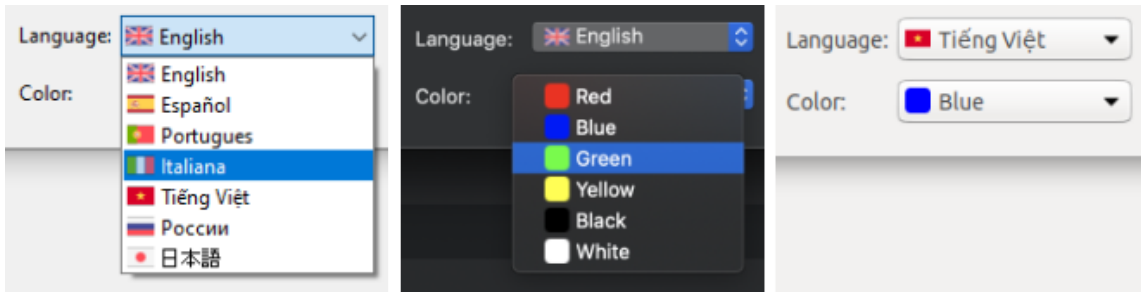 Language: English
English
Español
Portugues
Italiana
Tiếng Việt
России
日本語
Color:
Language: English
Color:
Red
Blue
Green
Yellow
Black
White
Language: Tiếng Việt
Color: Blue